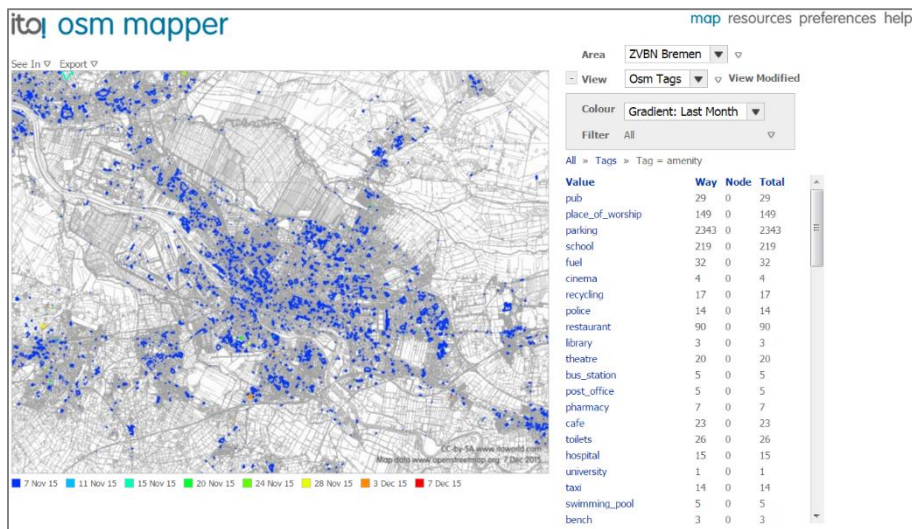 ito! osm mapper
map resources preferences help
See In Export
Area ZVBN Bremen
View Osm Tags View Modified
Colour Gradient: Last Month
Filter All
All » Tags » Tag = amenity
Value Way Node Total
pub 29 0 29
place_of_worship 149 0 149
parking 2343 0 2343
school 219 0 219
fuel 32 0 32
cinema 4 0 4
recycling 17 0 17
police 14 0 14
restaurant 90 0 90
library 3 0 3
theatre 20 0 20
bus_station 5 0 5
post_office 5 0 5
pharmacy 7 0 7
cafe 23 0 23
toilets 26 0 26
hospital 15 0 15
university 1 0 1
taxi 14 0 14
swimming_pool 5 0 5
bench 3 0 3
CC-by-SA www.itoworld.com
Map data www.openstreetmap.org 7 Dec 2015
7 Nov 15 11 Nov 15 15 Nov 15 20 Nov 15 24 Nov 15 28 Nov 15 3 Dec 15 7 Dec 15